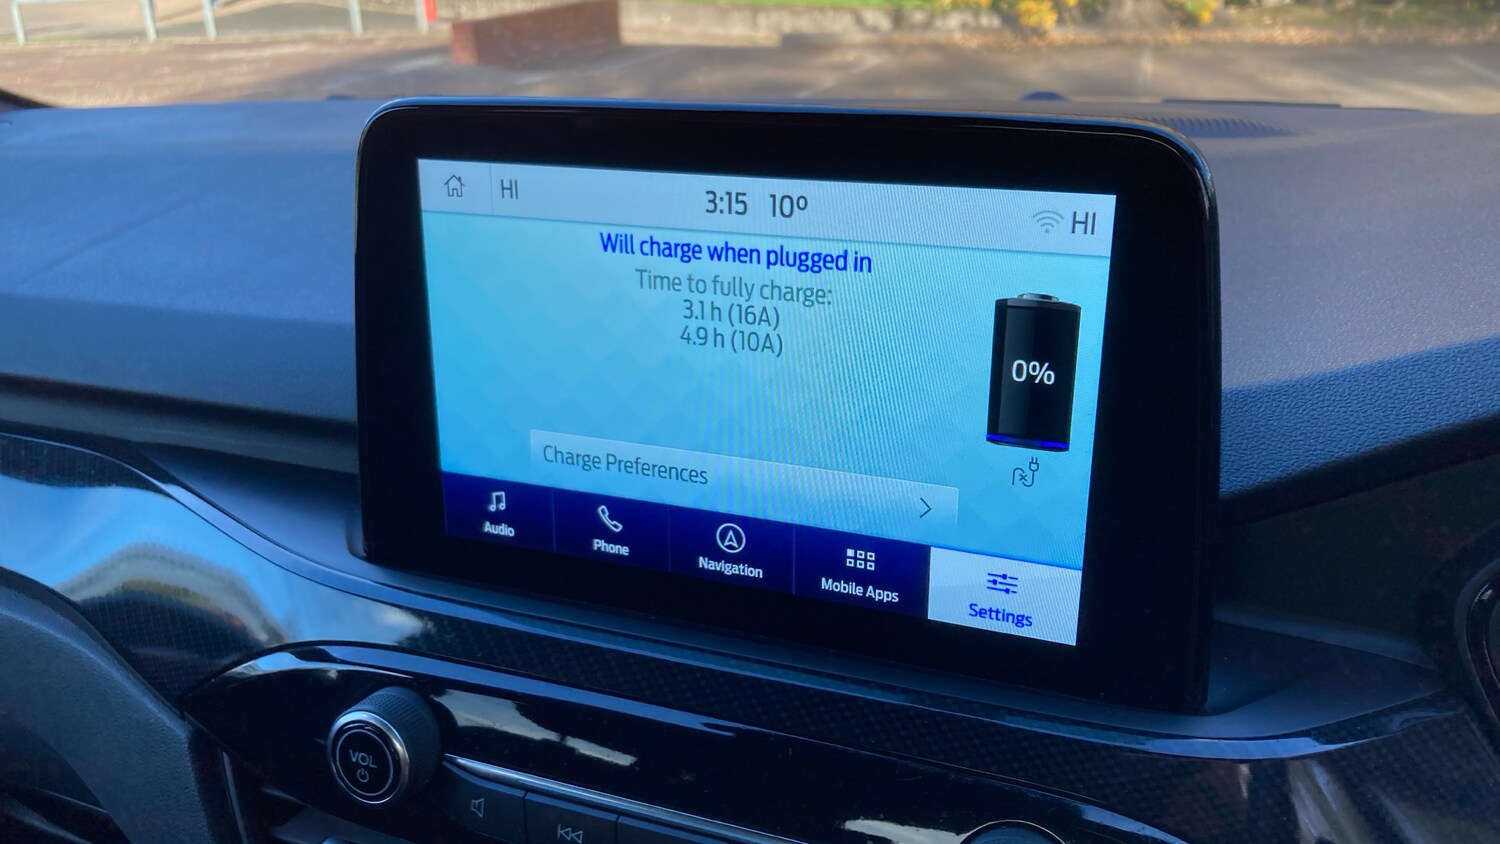 HI
3:15 10º
HI
Will charge when plugged in
Time to fully charge:
3.1 h (16A)
4.9 h (10A)
0%
Charge Preferences
Audio
Phone
Navigation
Mobile Apps
Settings
VOL